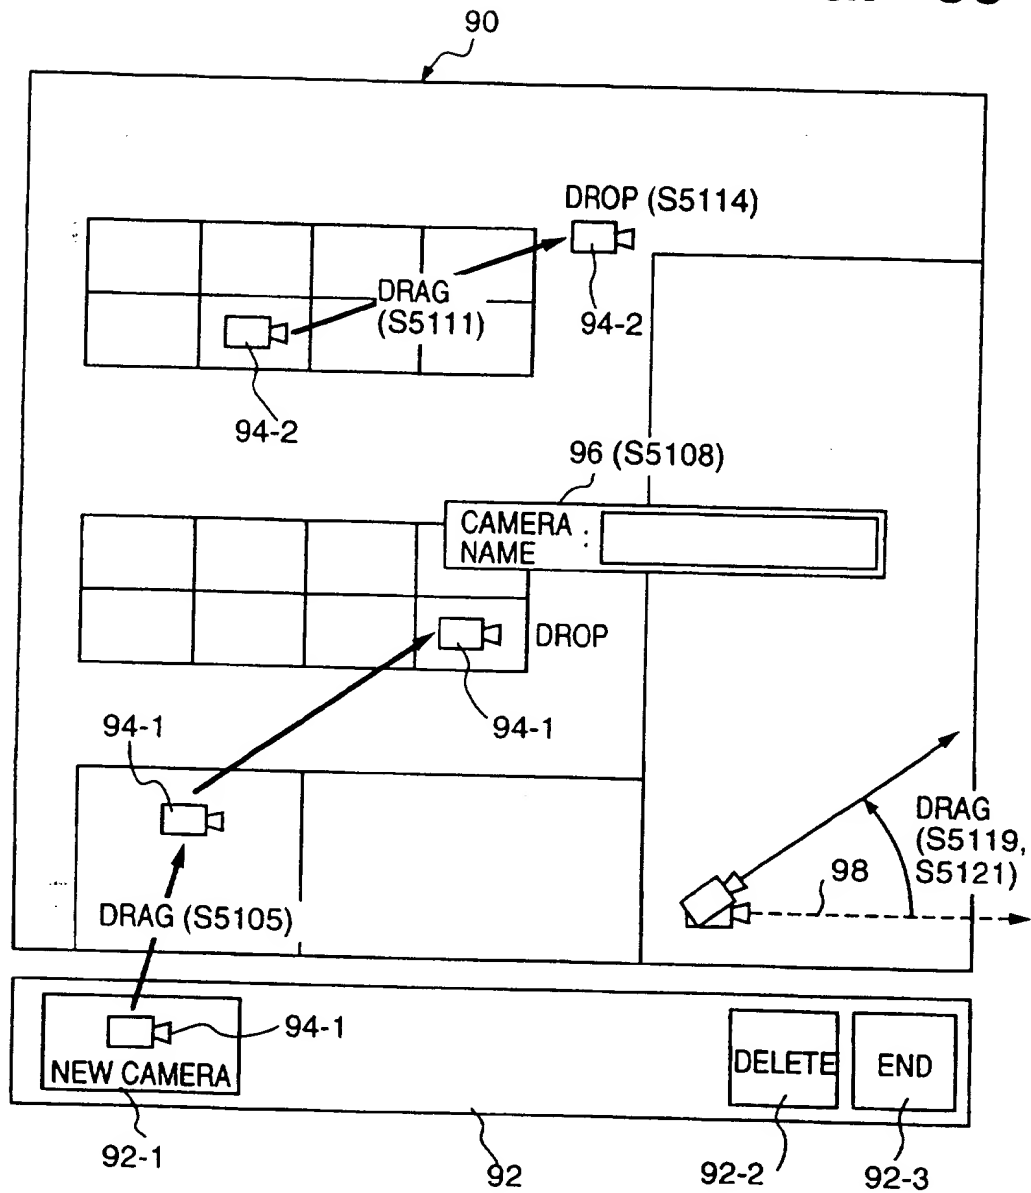 90
DROP (S5114)
DRAG
(S5111)
94-2
94-2
96 (S5108)
CAMERA
NAME :
DROP
94-1
94-1
DRAG
(S5119,
S5121)
98
DRAG (S5105)
94-1
NEW CAMERA
DELETE
END
92-1
92
92-2
92-3